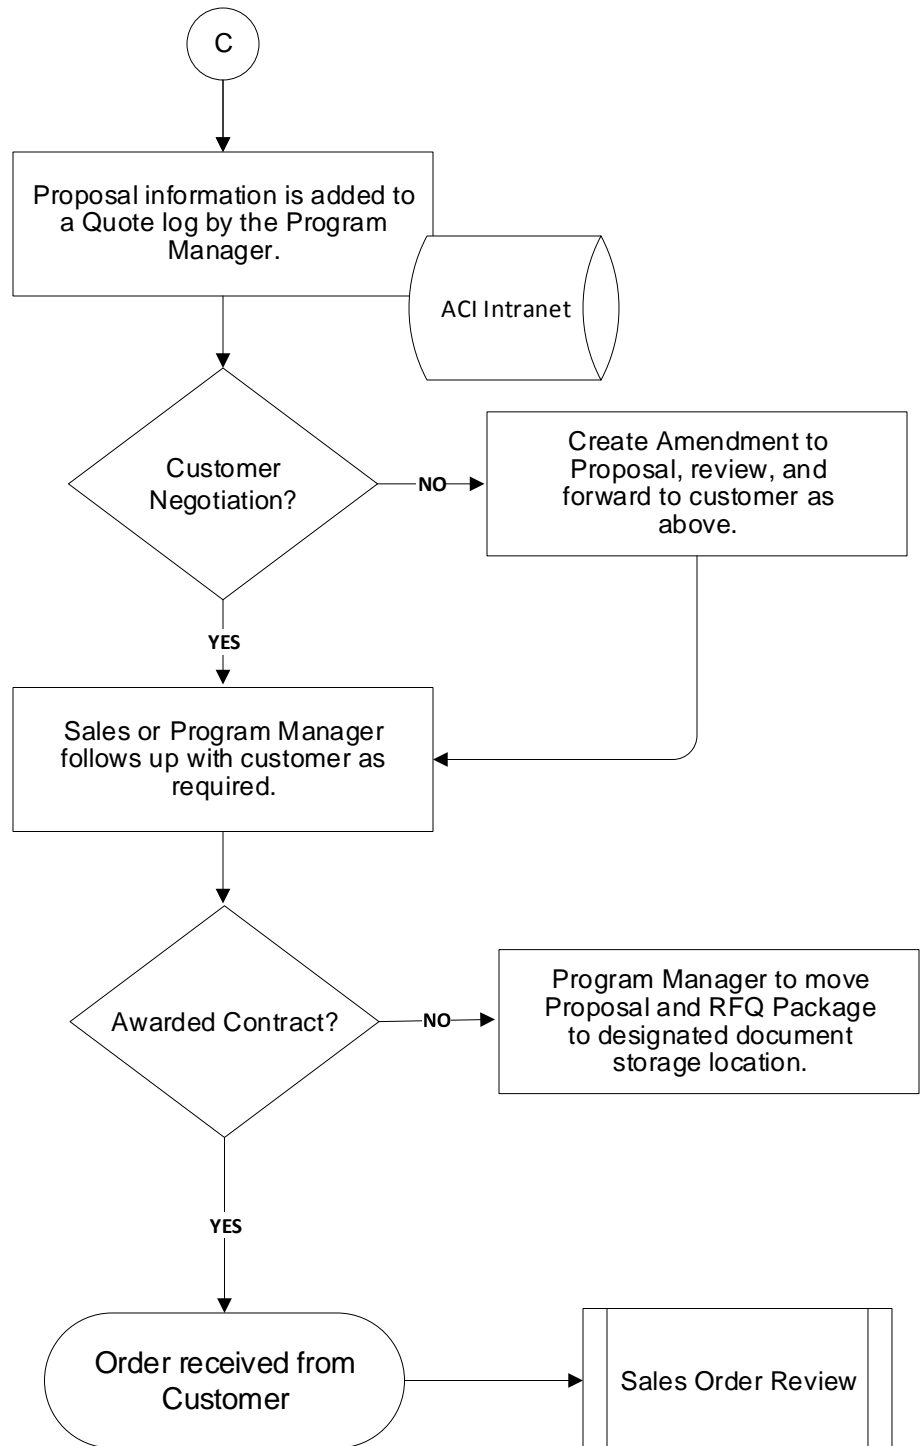 C
Proposal information is added to
a Quote log by the Program
Manager.
ACI Intranet
Customer
Negotiation?
NO
Create Amendment to
Proposal, review, and
forward to customer as
above.
YES
Sales or Program Manager
follows up with customer as
required.
Awarded Contract?
NO
Program Manager to move
Proposal and RFQ Package
to designated document
storage location.
YES
Order received from
Customer
Sales Order Review